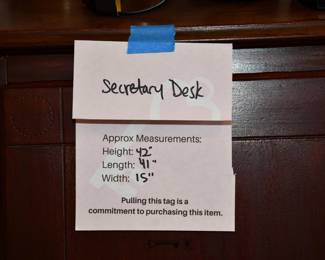 Secretary Desk
Approx Measurements:
Height: 42"
Length: 41"
Width: 15"
Pulling this tag is a
commitment to purchasing this item.